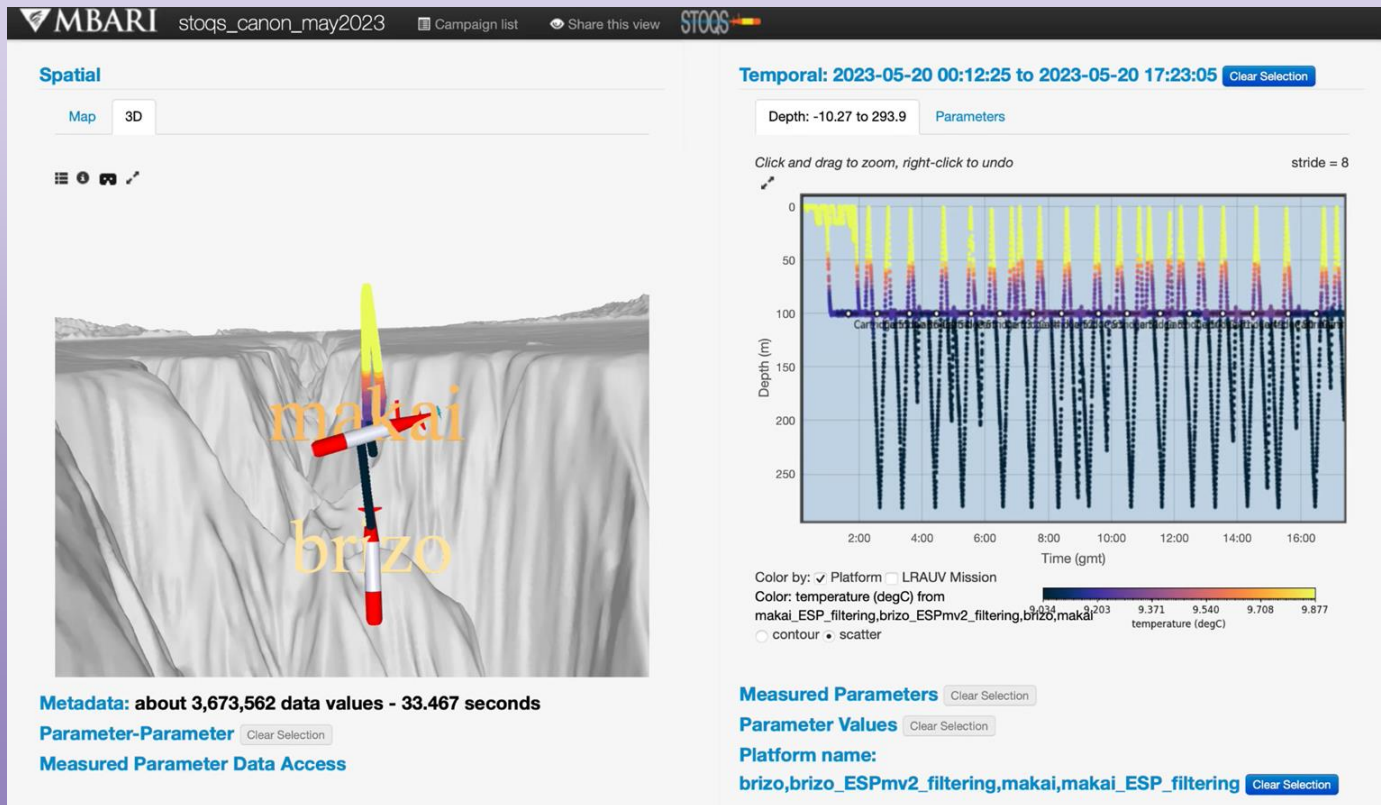 MBARI stoqs_canon_may2023 Campaign list Share this view STOQS
Spatial
Map 3D
makai
brizo
Metadata: about 3,673,562 data values - 33.467 seconds
Parameter-Parameter Clear Selection
Measured Parameter Data Access
Temporal: 2023-05-20 00:12:25 to 2023-05-20 17:23:05 Clear Selection
Depth: -10.27 to 293.9 Parameters
Click and drag to zoom, right-click to undo stride = 8
0
50
100
150
200
250
Depth (m)
2:00 4:00 6:00 8:00 10:00 12:00 14:00 16:00
Time (gmt)
Color by: Platform LRAUV Mission
Color: temperature (degC) from
makai_ESP_filtering,brizo_ESPmv2_filtering,brizo,makai
contour scatter
9.034 9.203 9.371 9.540 9.708 9.877
temperature (degC)
Measured Parameters Clear Selection
Parameter Values Clear Selection
Platform name:
brizo,brizo_ESPmv2_filtering,makai,makai_ESP_filtering Clear Selection